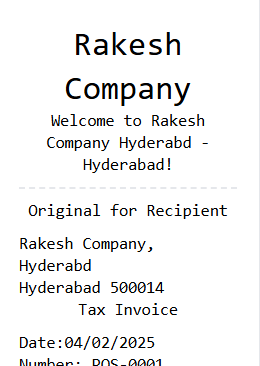 Rakesh
Company
Welcome to Rakesh
Company Hyderabd -
Hyderabad!
Original for Recipient
Rakesh Company,
Hyderabd
Hyderabad 500014
Tax Invoice
Date:04/02/2025
Number: POS-0001